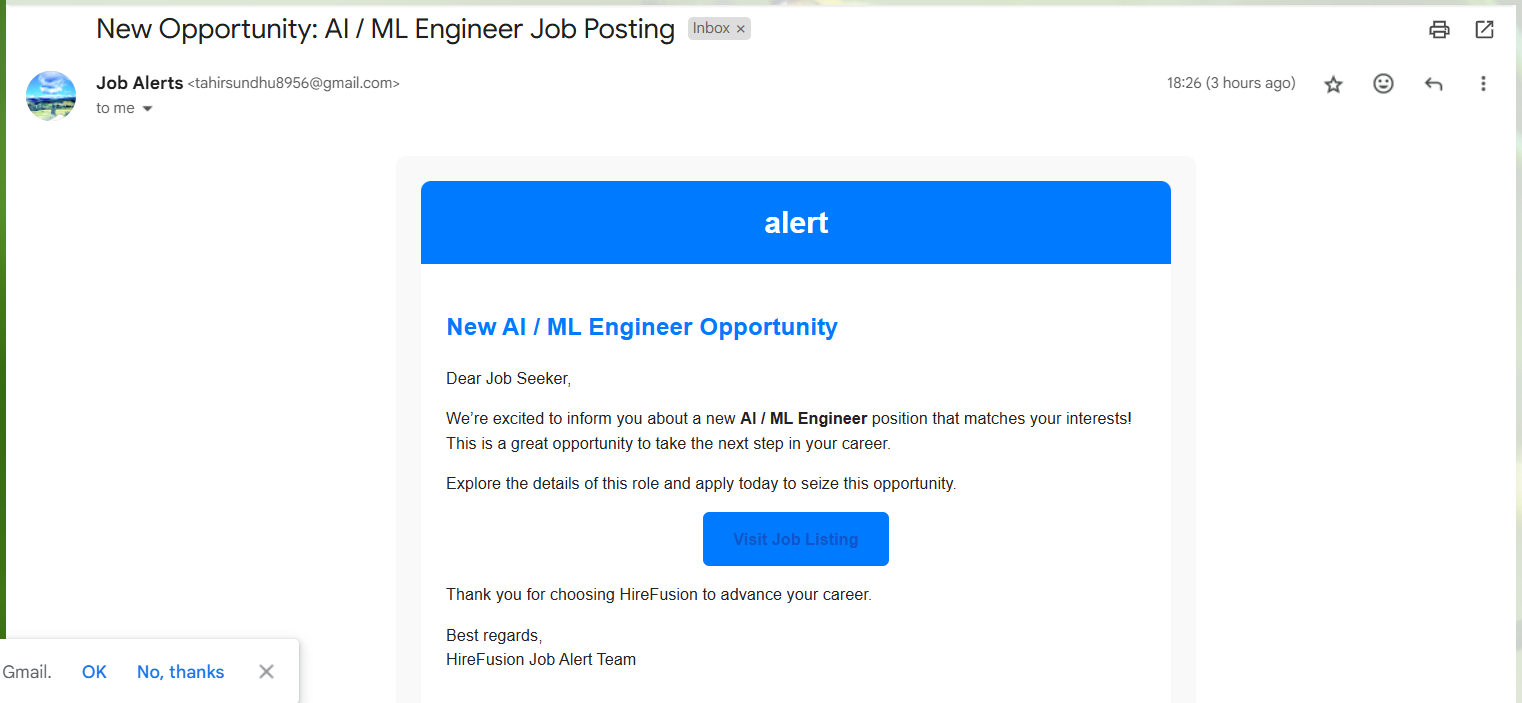 New Opportunity: AI / ML Engineer Job Posting Inbox ×
Job Alerts <tahirsundhu8956@gmail.com> 18:26 (3 hours ago)
to me
alert
New AI / ML Engineer Opportunity
Dear Job Seeker,
We’re excited to inform you about a new AI / ML Engineer position that matches your interests!
This is a great opportunity to take the next step in your career.
Explore the details of this role and apply today to seize this opportunity.
Visit Job Listing
Thank you for choosing HireFusion to advance your career.
Best regards,
HireFusion Job Alert Team
Gmail. OK No, thanks